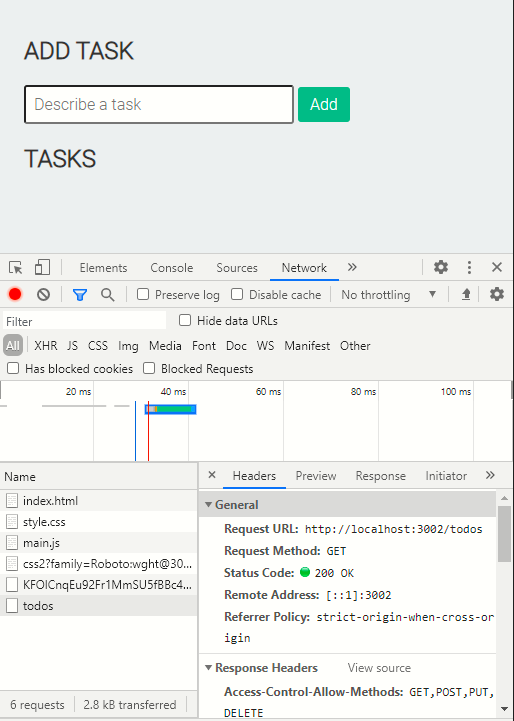 ADD TASK
Describe a task Add
TASKS
Elements Console Sources Network
Preserve log Disable cache No throttling
Filter Hide data URLs
All XHR JS CSS Img Media Font Doc WS Manifest Other
Has blocked cookies Blocked Requests
20 ms 40 ms 60 ms 80 ms 100 ms
Name
index.html
style.css
main.js
css2?family=Roboto:wght@30...
KFOlCnqEu92Fr1MmSU5fBBc4...
todos
6 requests 2.8 kB transferred
Headers Preview Response Initiator
General
Request URL: http://localhost:3002/todos
Request Method: GET
Status Code: 200 OK
Remote Address: [::1]:3002
Referrer Policy: strict-origin-when-cross-or
igin
Response Headers View source
Access-Control-Allow-Methods: GET,POST,PUT,
DELETE